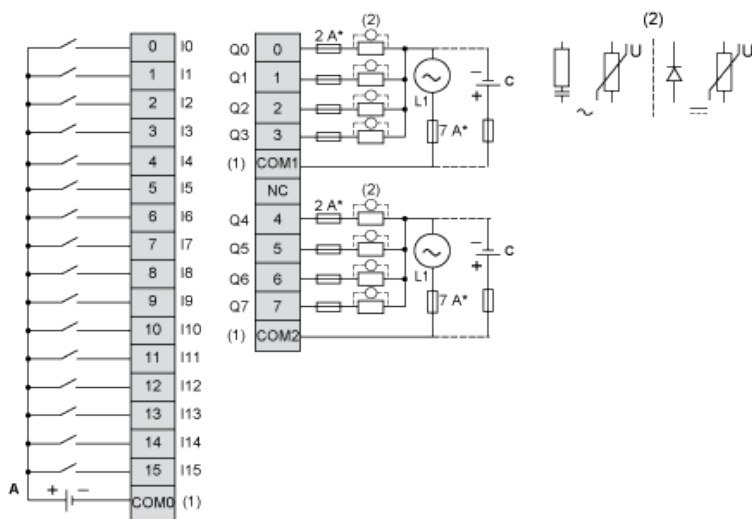 0 I0
1 I1
2 I2
3 I3
4 I4
5 I5
6 I6
7 I7
8 I8
9 I9
10 I10
11 I11
12 I12
13 I13
14 I14
15 I15
A + − COM0 (1)
(2)
Q0 0 2 A*
Q1 1
Q2 2
Q3 3
(1) COM1
L1 7 A*
− + C
NC
(2)
Q4 4 2 A*
Q5 5
Q6 6
Q7 7
(1) COM2
L1 7 A*
− + C
(2)
U U